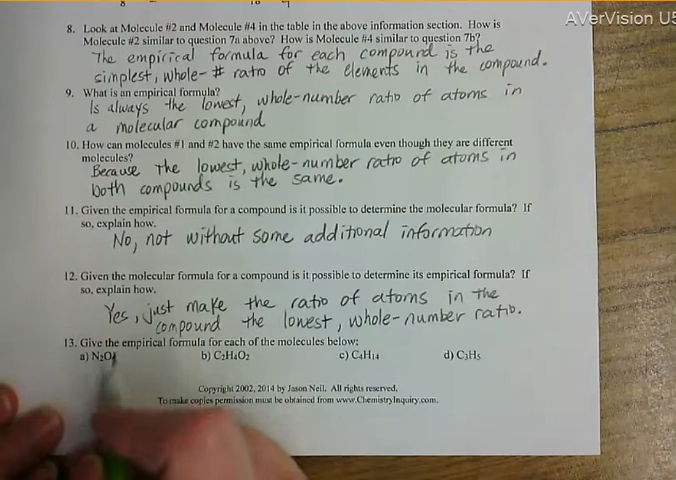 AVerVision U5
8. Look at Molecule #2 and Molecule #4 in the table in the above information section. How is
Molecule #2 similar to question 7a above? How is Molecule #4 similar to question 7b?
The empirical formula for each compound is the
simplest, whole-# ratio of the elements in the compound.
9. What is an empirical formula?
Is always the lowest, whole-number ratio of atoms in
a molecular compound
10. How can molecules #1 and #2 have the same empirical formula even though they are different
molecules?
Because the lowest, whole-number ratio of atoms in
both compounds is the same.
11. Given the empirical formula for a compound is it possible to determine the molecular formula? If
so, explain how.
No, not without some additional information
12. Given the molecular formula for a compound is it possible to determine its empirical formula? If
so, explain how.
Yes, just make the ratio of atoms in the
compound the lowest, whole-number ratio.
13. Give the empirical formula for each of the molecules below:
a) N2O4 b) C2H4O2 c) C4H14 d) C3H5
Copyright 2002, 2014 by Jason Neil. All rights reserved.
To make copies permission must be obtained from www.ChemistryInquiry.com.